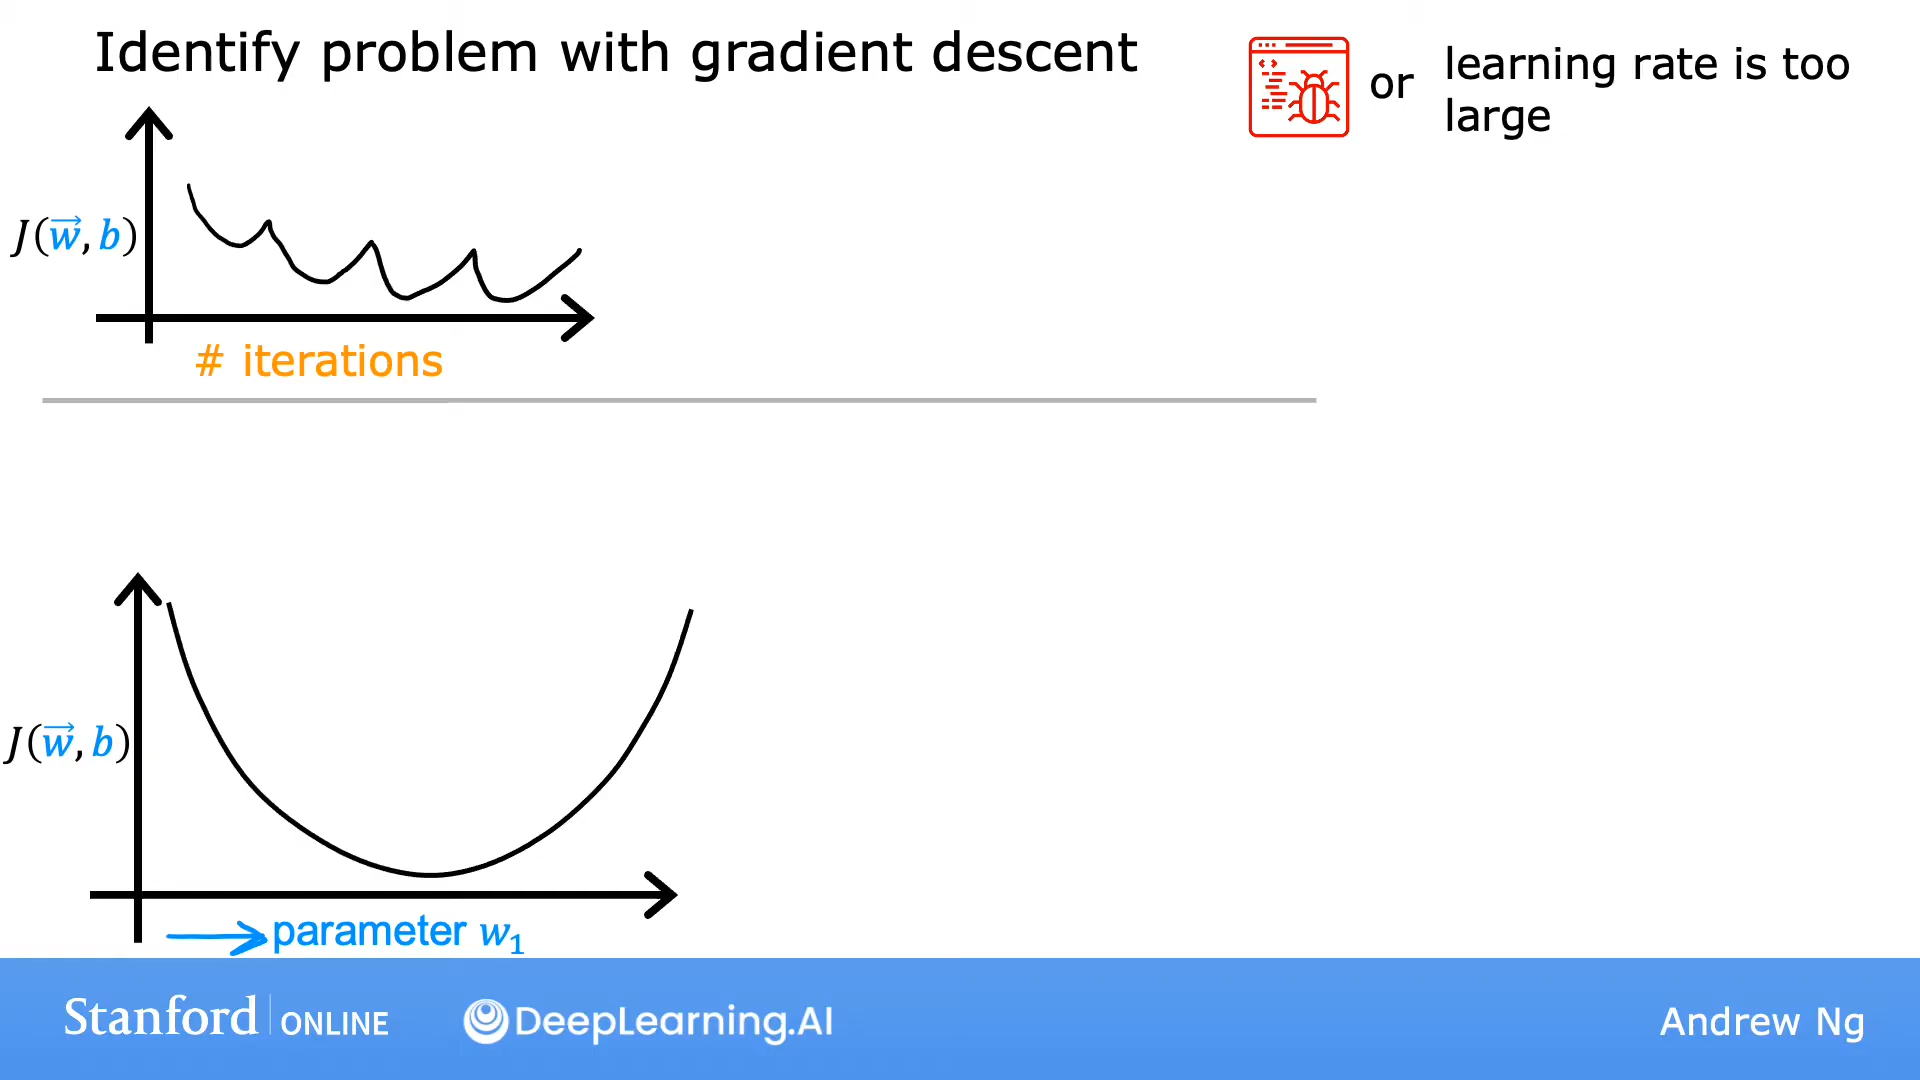 Identify problem with gradient descent
or
learning rate is too
large
J(w⃗, b)
# iterations
J(w⃗, b)
parameter w₁
Stanford ONLINE
DeepLearning.AI
Andrew Ng